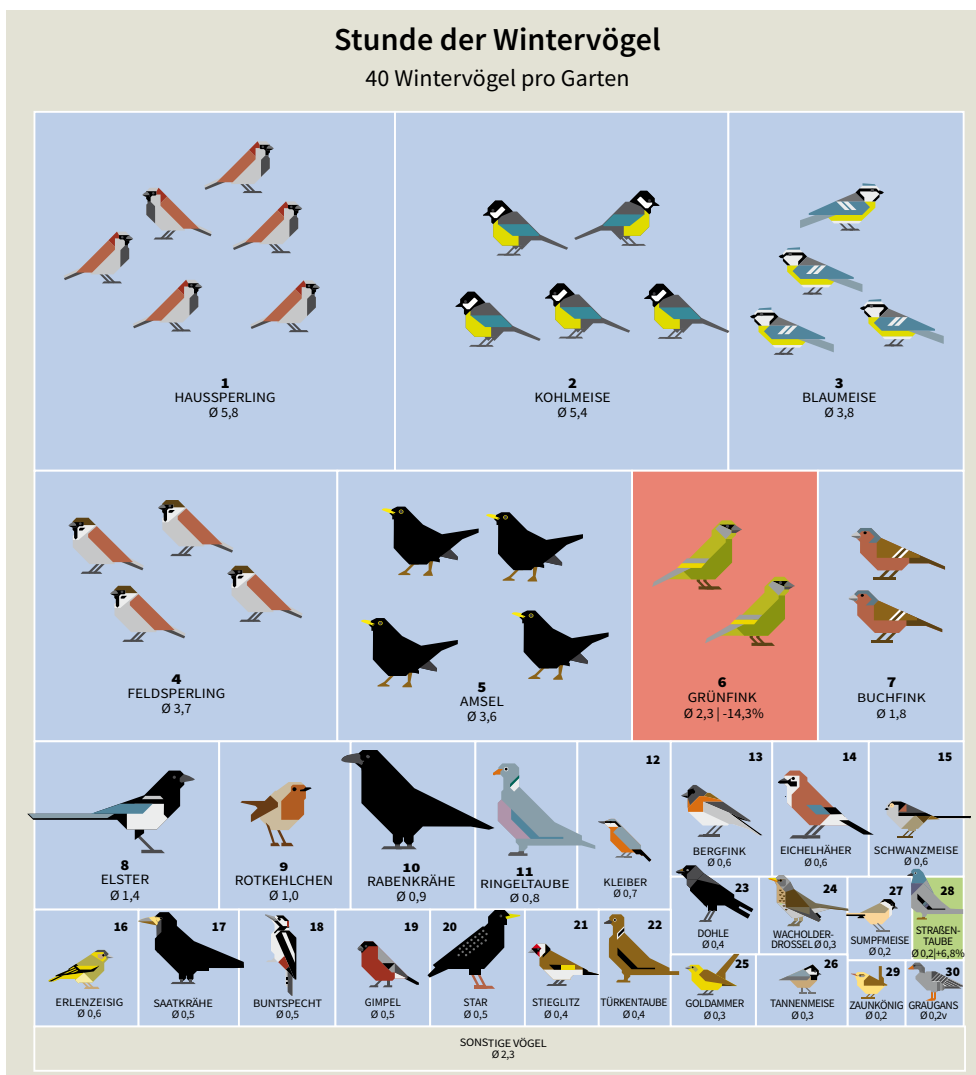 Stunde der Wintervögel
40 Wintervögel pro Garten
1
HAUSSPERLING
Ø 5,8
2
KOHLMEISE
Ø 5,4
3
BLAUMEISE
Ø 3,8
4
FELDSPERLING
Ø 3,7
5
AMSEL
Ø 3,6
6
GRÜNFINK
Ø 2,3 | -14,3%
7
BUCHFINK
Ø 1,8
8
ELSTER
Ø 1,4
9
ROTKEHLCHEN
Ø 1,0
10
RABENKRÄHE
Ø 0,9
11
RINGELTAUBE
Ø 0,8
12
KLEIBER
Ø 0,7
13
BERGFINK
Ø 0,6
14
EICHELHÄHER
Ø 0,6
15
SCHWANZMEISE
Ø 0,6
16
ERLENZEISIG
Ø 0,6
17
SAATKRÄHE
Ø 0,5
18
BUNTSPECHT
Ø 0,5
19
GIMPEL
Ø 0,5
20
STAR
Ø 0,5
21
STIEGLITZ
Ø 0,4
22
TÜRKENTAUBE
Ø 0,4
23
DOHLE
Ø 0,4
24
WACHOLDER-
DROSSEL Ø 0,3
25
GOLDAMMER
Ø 0,3
26
TANNENMEISE
Ø 0,3
27
SUMPFMEISE
Ø 0,2
28
STRAßEN-
TAUBE
Ø 0,2|+6,8%
29
ZAUNKÖNIG
Ø 0,2
30
GRAUGANS
Ø 0,2v
SONSTIGE VÖGEL
Ø 2,3